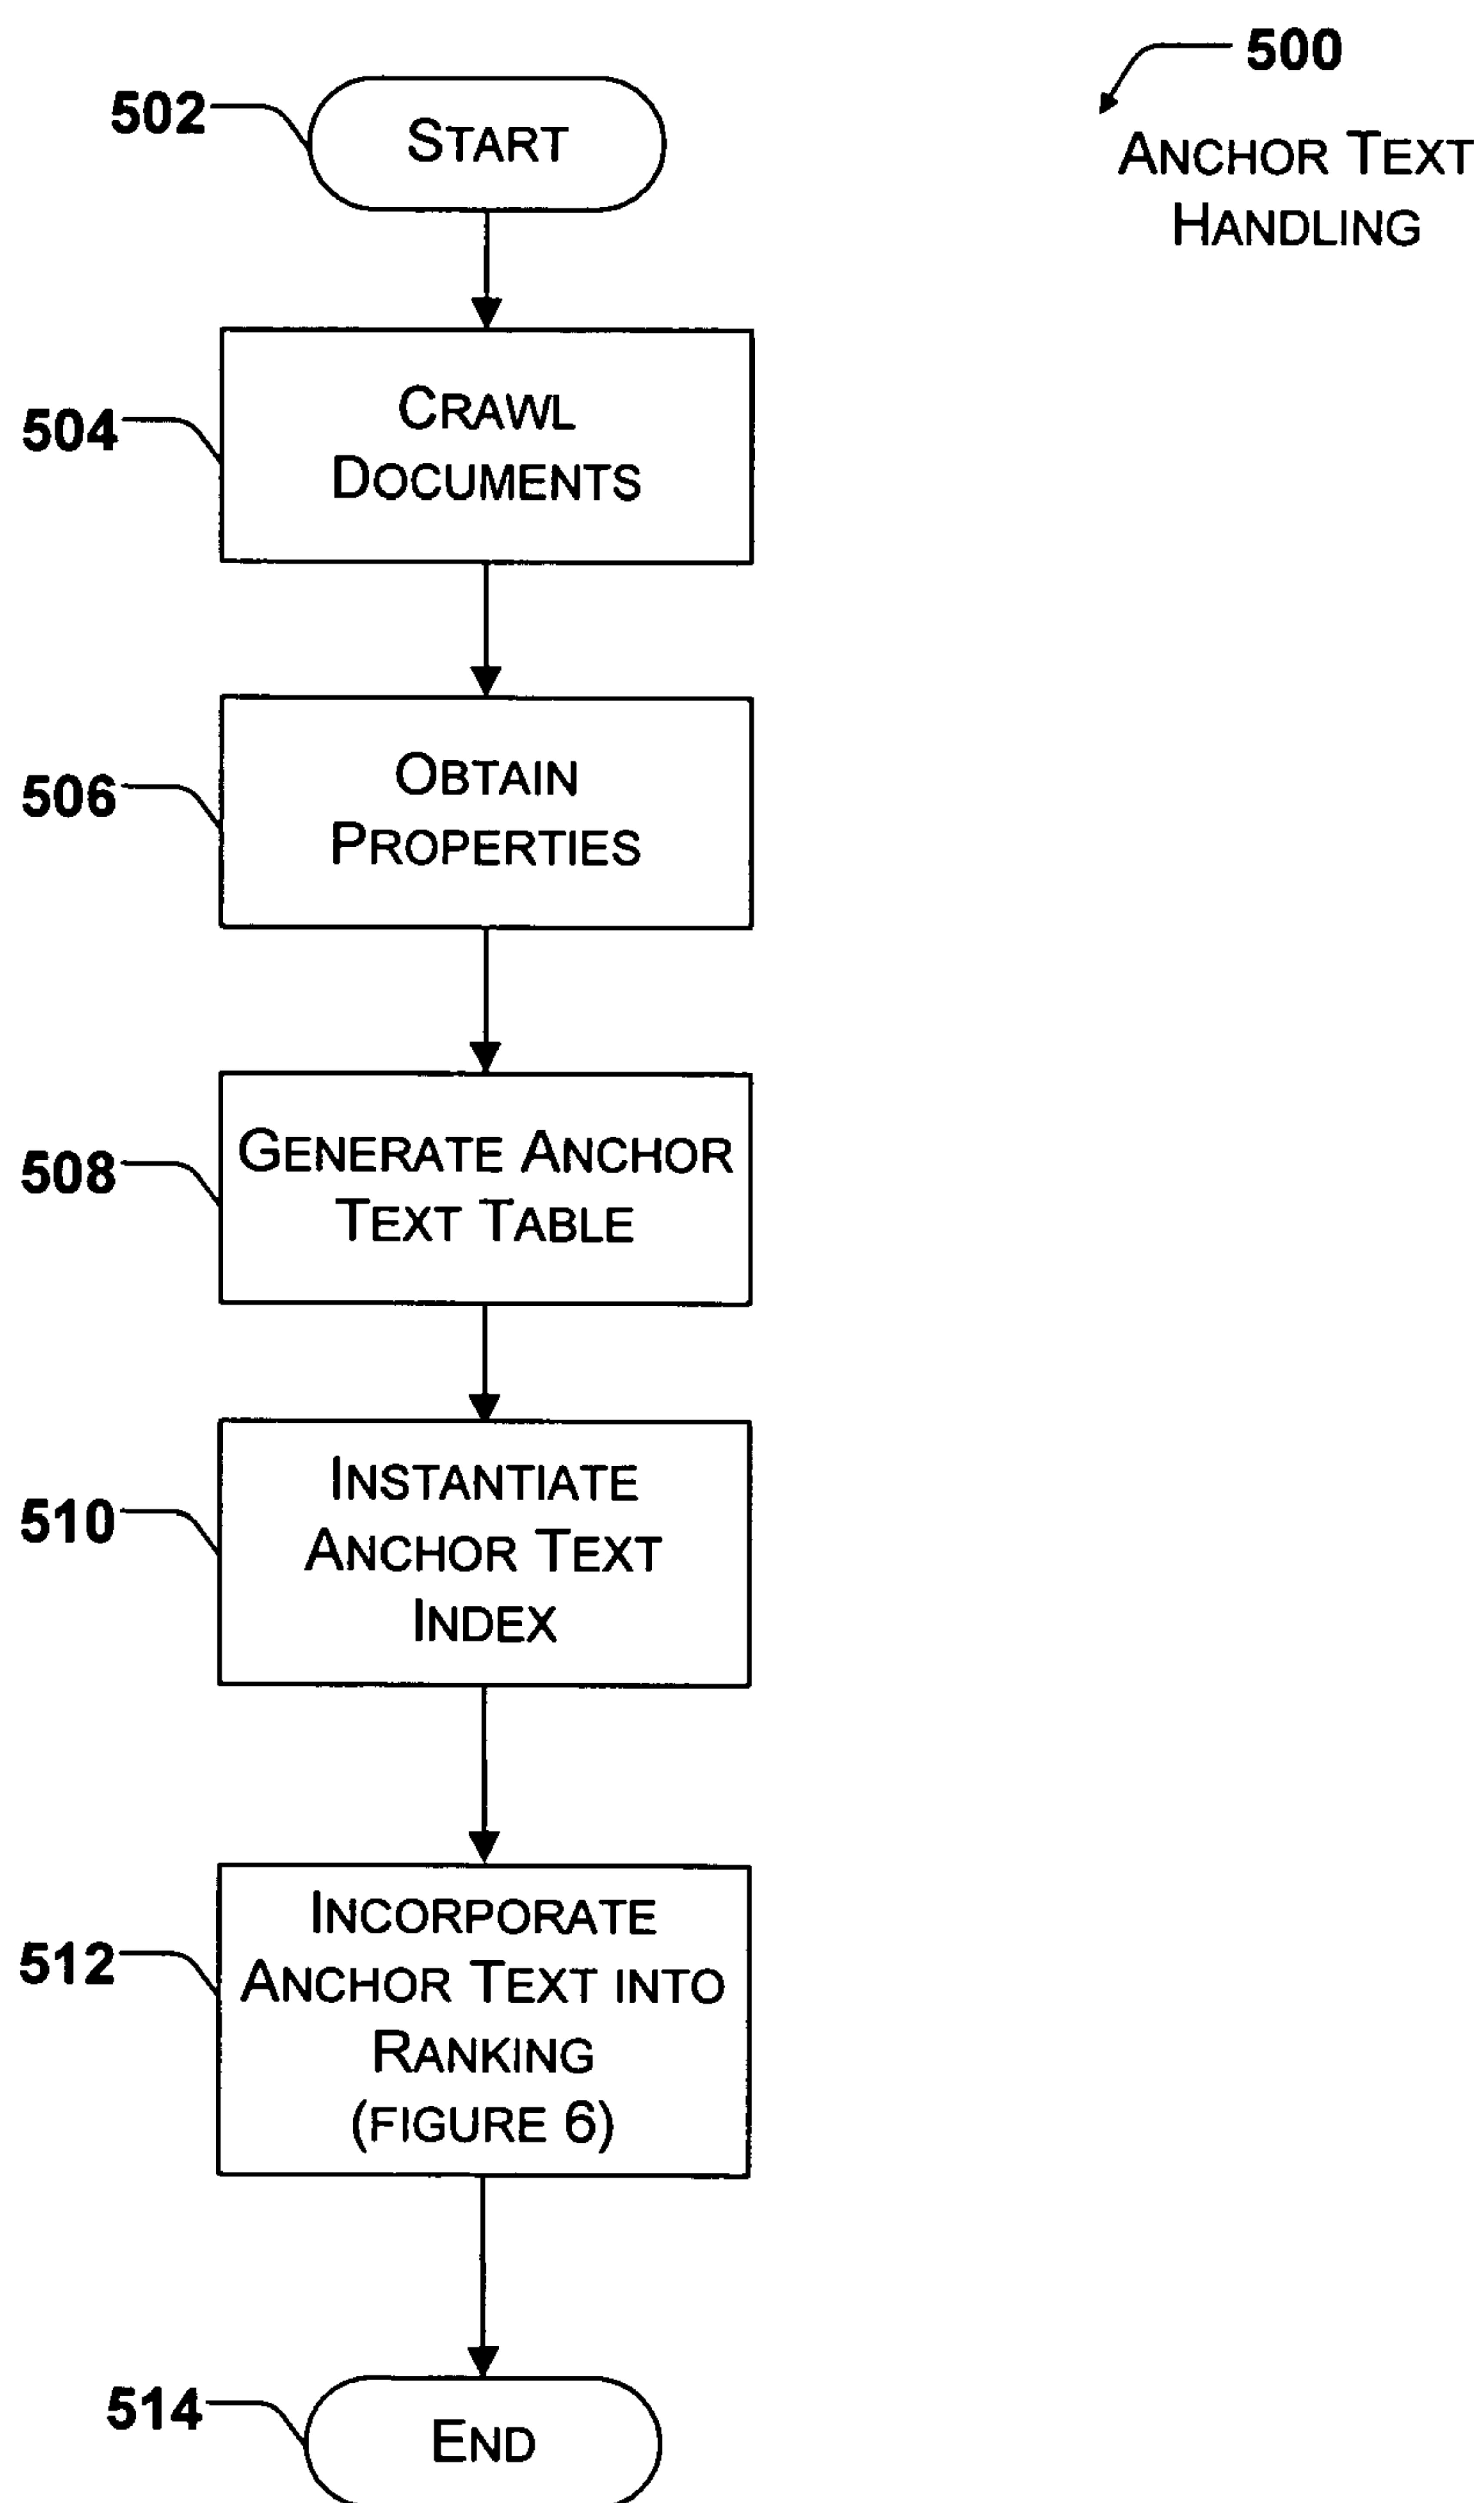 500
ANCHOR TEXT
HANDLING
502
START
504
CRAWL
DOCUMENTS
506
OBTAIN
PROPERTIES
508
GENERATE ANCHOR
TEXT TABLE
510
INSTANTIATE
ANCHOR TEXT
INDEX
512
INCORPORATE
ANCHOR TEXT INTO
RANKING
(FIGURE 6)
514
END